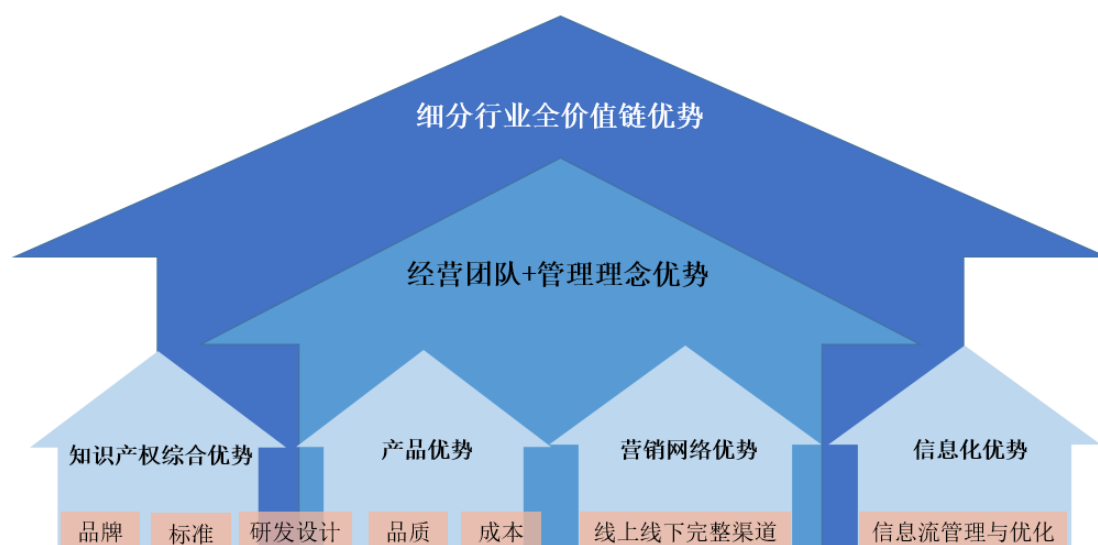 细分行业全价值链优势
经营团队+管理理念优势
知识产权综合优势
产品优势
营销网络优势
信息化优势
品牌
标准
研发设计
品质
成本
线上线下完整渠道
信息流管理与优化